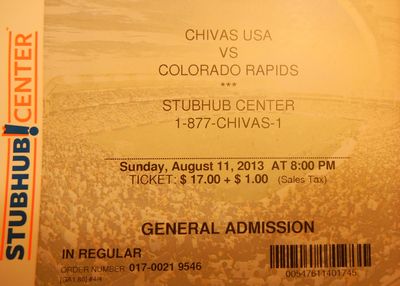 STUBHUB! CENTER
CHIVAS USA
VS
COLORADO RAPIDS
***
STUBHUB CENTER
1-877-CHIVAS-1
Sunday, August 11, 2013 AT 8:00 PM
TICKET: $ 17.00 + $ 1.00 (Sales Tax)
GENERAL ADMISSION
IN REGULAR
ORDER NUMBER: 017-0021 9546
00547611401745